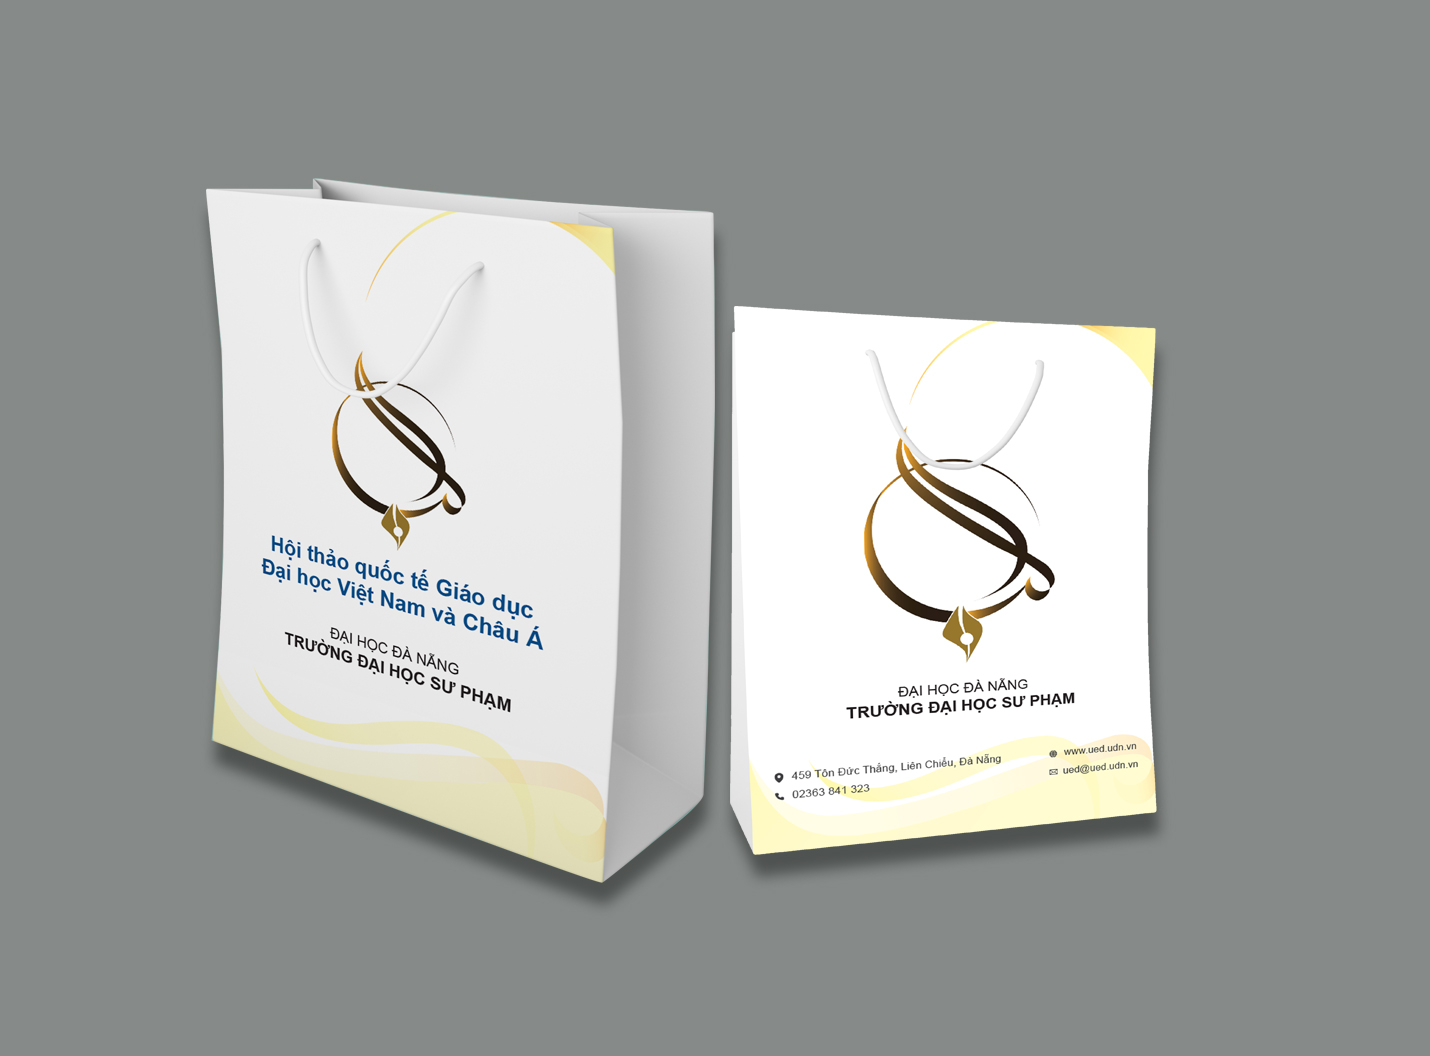 Hội thảo quốc tế Giáo dục
Đại học Việt Nam và Châu Á
ĐẠI HỌC ĐÀ NẴNG
TRƯỜNG ĐẠI HỌC SƯ PHẠM
ĐẠI HỌC ĐÀ NẴNG
TRƯỜNG ĐẠI HỌC SƯ PHẠM
459 Tôn Đức Thắng, Liên Chiểu, Đà Nẵng
02363 841 323
www.ued.udn.vn
ued@ued.udn.vn